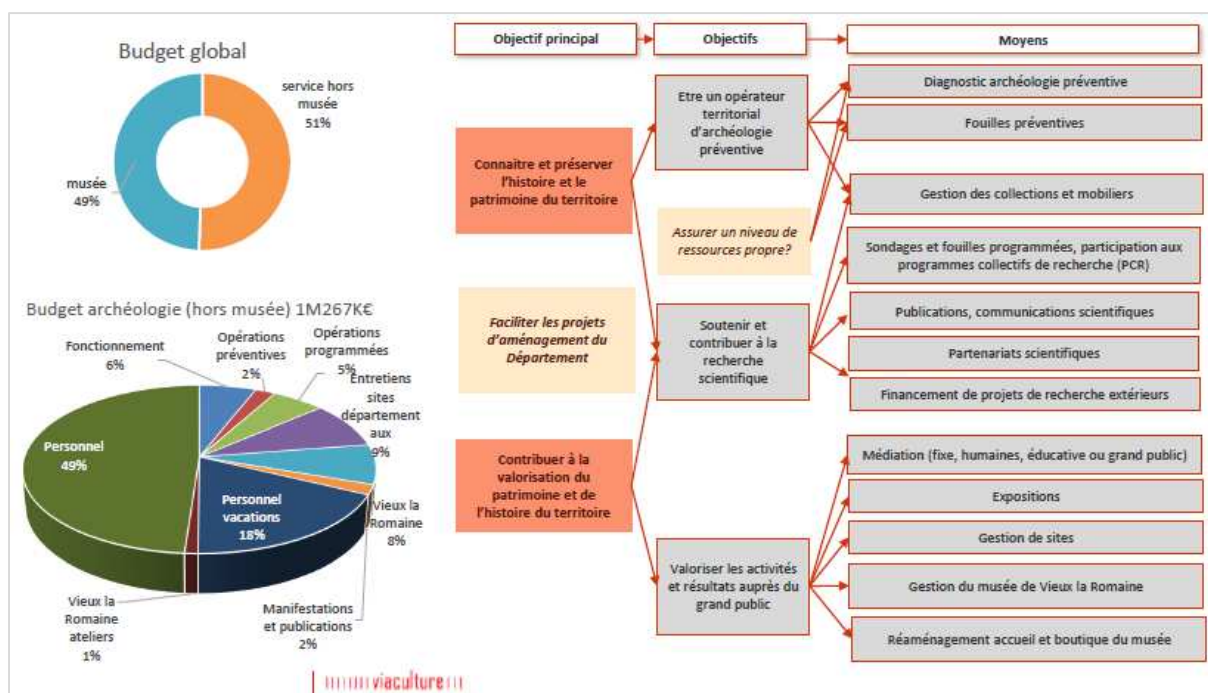 Budget global
service hors
musée
51%
musée
49%
Budget archéologie (hors musée) 1M267K€
Fonctionnement
6%
Opérations
préventives
2%
Opérations
programmées
5%
Entretiens
sites
département
aux
9%
Personnel
49%
Personnel
vacations
18%
Vieux la
Romaine
8%
Vieux la
Romaine
ateliers
1%
Manifestations
et publications
2%
viaculture
Objectif principal
Objectifs
Moyens
Connaitre et préserver
l'histoire et le
patrimoine du territoire
Faciliter les projets
d'aménagement du
Département
Contribuer à la
valorisation du
patrimoine et de
l'histoire du territoire
Etre un opérateur
territorial
d'archéologie
préventive
Assurer un niveau de
ressources propre?
Soutenir et
contribuer à la
recherche
scientifique
Valoriser les activités
et résultats auprès du
grand public
Diagnostic archéologie préventive
Fouilles préventives
Gestion des collections et mobiliers
Sondages et fouilles programmées, participation aux
programmes collectifs de recherche (PCR)
Publications, communications scientifiques
Partenariats scientifiques
Financement de projets de recherche extérieurs
Médiation (fixe, humaines, éducative ou grand public)
Expositions
Gestion de sites
Gestion du musée de Vieux la Romaine
Réaménagement accueil et boutique du musée